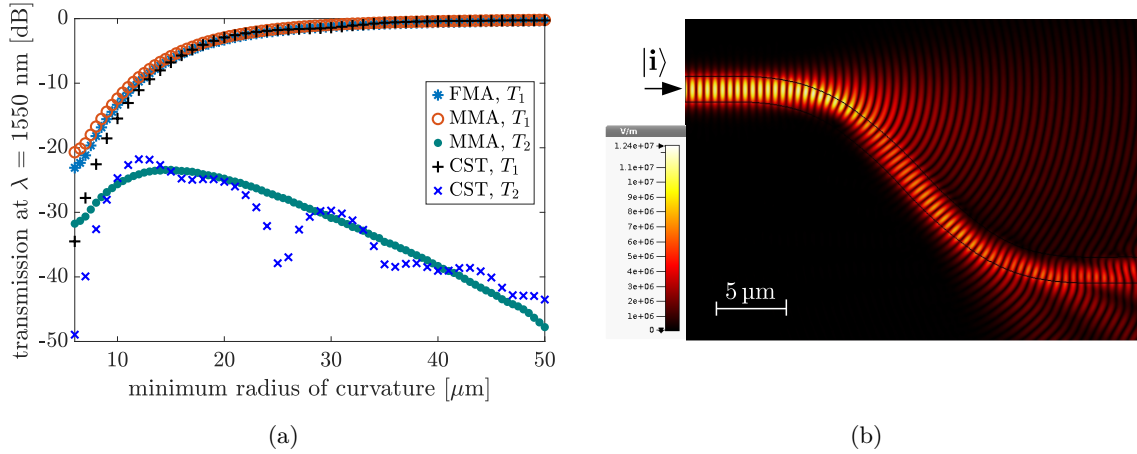 transmission at λ = 1550 nm [dB]
0
-10
-20
-30
-40
-50
10
20
30
40
50
minimum radius of curvature [μm]
FMA, T₁
MMA, T₁
MMA, T₂
CST, T₁
CST, T₂
(a)
|i⟩
V/m
1.24e+07
1.1e+07
1e+07
9e+06
8e+06
7e+06
6e+06
5e+06
4e+06
3e+06
2e+06
1e+06
0
5 μm
(b)